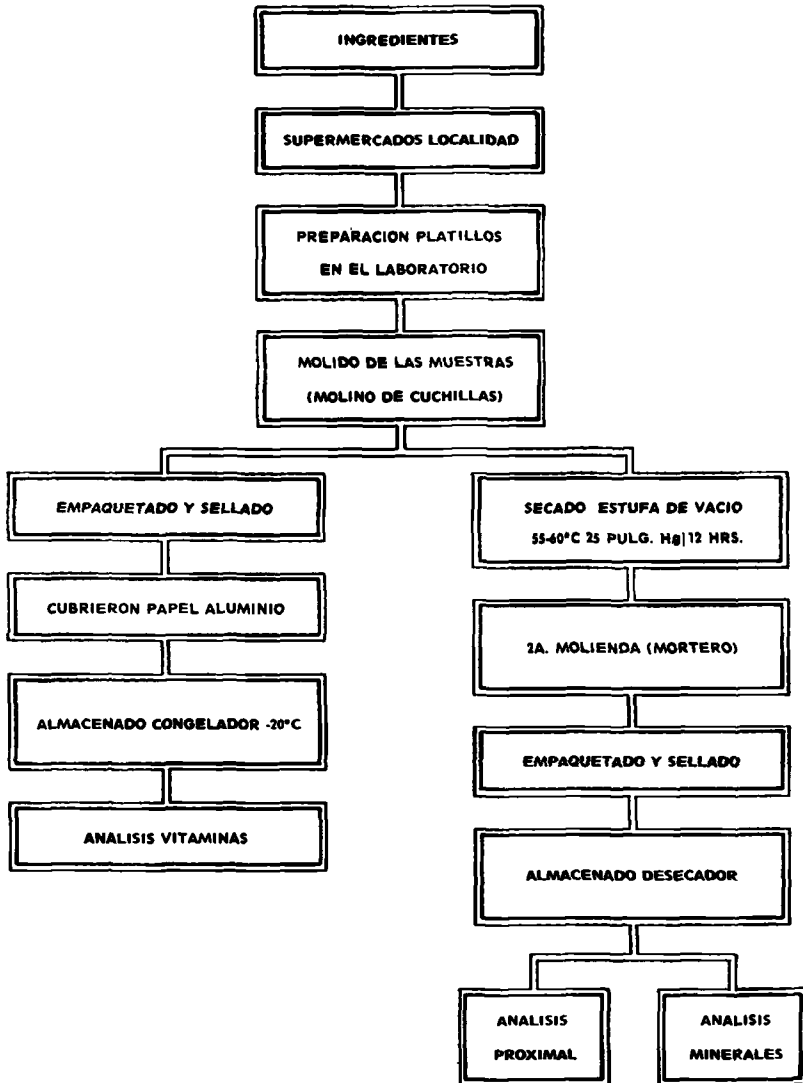 INGREDIENTES
SUPERMERCADOS LOCALIDAD
PREPARACION PLATILLOS
EN EL LABORATORIO
MOLIDO DE LAS MUESTRAS
(MOLINO DE CUCHILLAS)
EMPAQUETADO Y SELLADO
CUBRIERON PAPEL ALUMINIO
ALMACENADO CONGELADOR -20°C
ANALISIS VITAMINAS
SECADO ESTUFA DE VACIO
55-60°C 25 PULG. Hg|12 HRS.
2A. MOLIENDA (MORTERO)
EMPAQUETADO Y SELLADO
ALMACENADO DESECADOR
ANALISIS
PROXIMAL
ANALISIS
MINERALES